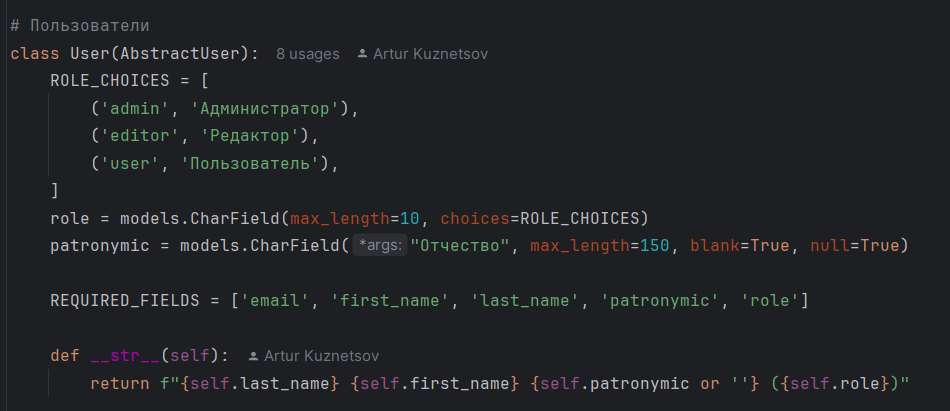 # Пользователи
class User(AbstractUser): 8 usages Artur Kuznetsov
    ROLE_CHOICES = [
        ('admin', 'Администратор'),
        ('editor', 'Редактор'),
        ('user', 'Пользователь'),
    ]
    role = models.CharField(max_length=10, choices=ROLE_CHOICES)
    patronymic = models.CharField( *args: "Отчество", max_length=150, blank=True, null=True)
    REQUIRED_FIELDS = ['email', 'first_name', 'last_name', 'patronymic', 'role']
    def __str__(self): Artur Kuznetsov
        return f"{self.last_name} {self.first_name} {self.patronymic or ''} ({self.role})"